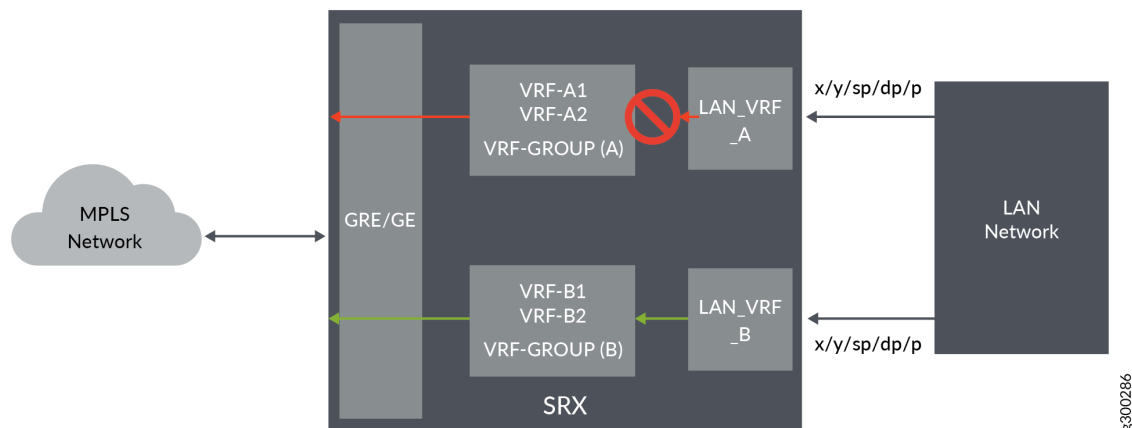 VRF-A1
VRF-A2
VRF-GROUP (A)
LAN_VRF
_A
x/y/sp/dp/p
MPLS
Network
GRE/GE
LAN
Network
VRF-B1
VRF-B2
VRF-GROUP (B)
LAN_VRF
_B
x/y/sp/dp/p
SRX
g300286